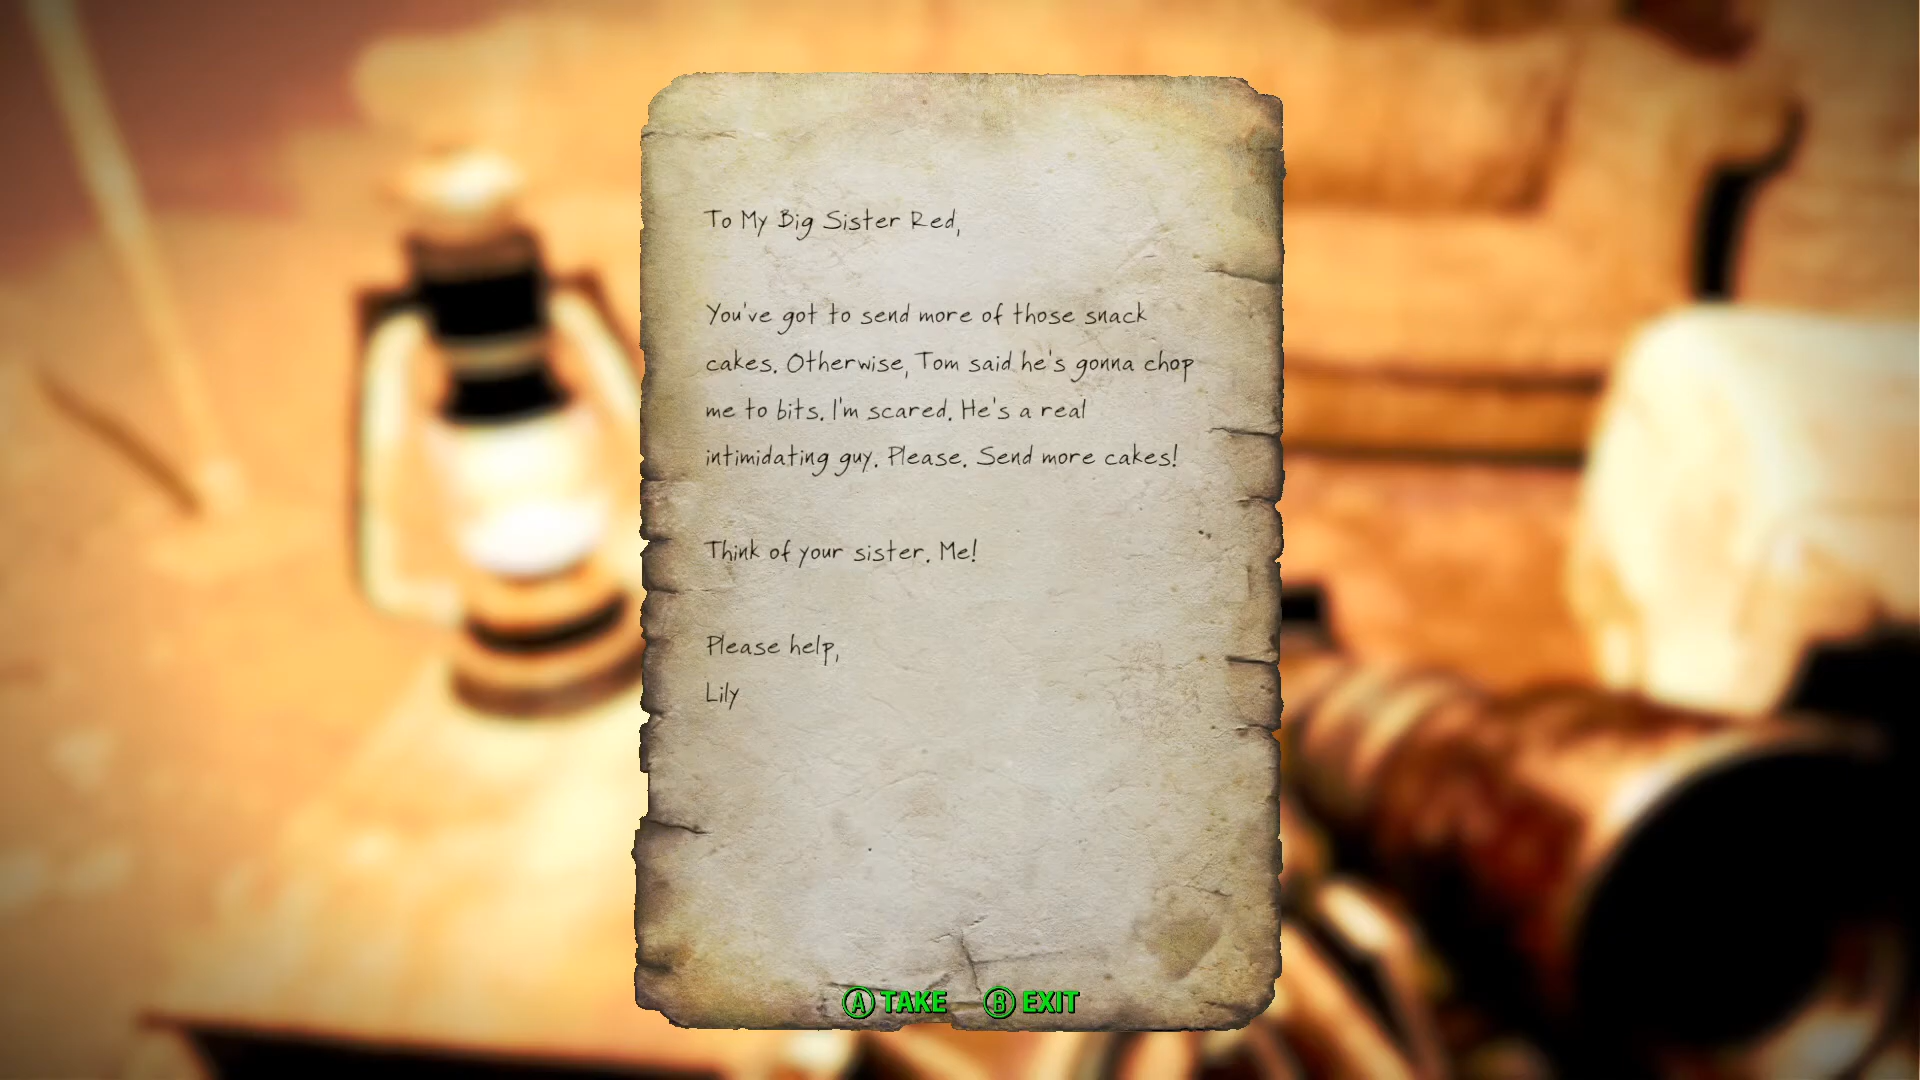 To My Big Sister Red,
You've got to send more of those snack
cakes. Otherwise, Tom said he's gonna chop
me to bits. I'm scared. He's a real
intimidating guy. Please. Send more cakes!
Think of your sister. Me!
Please help,
Lily
A TAKE B EXIT